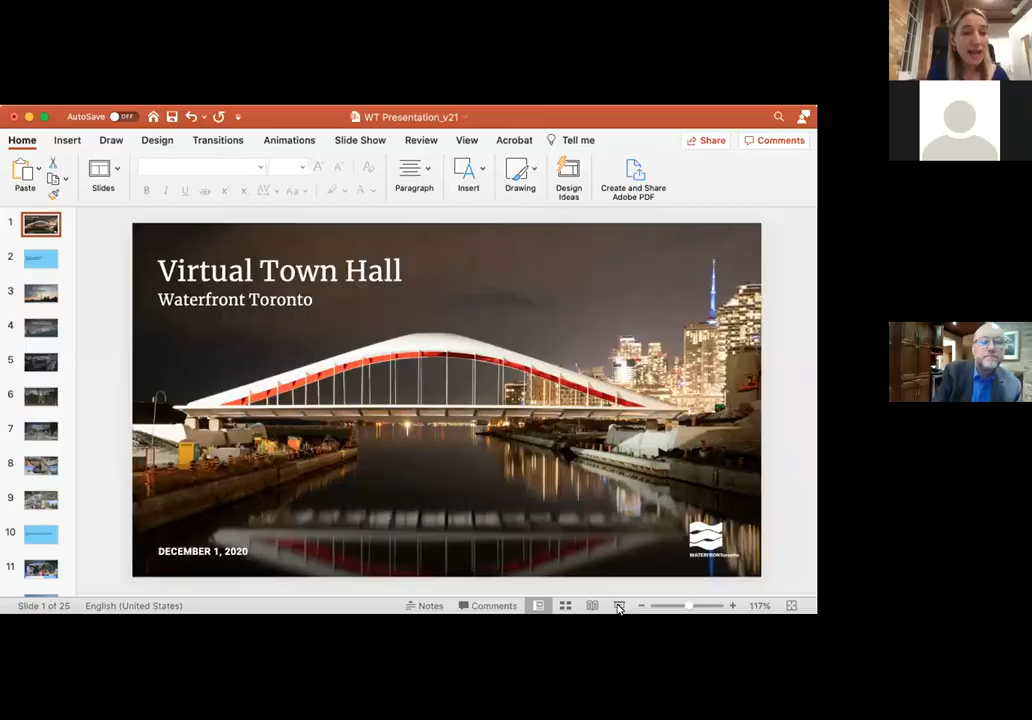 AutoSave OFF
WT Presentation_v21
Home Insert Draw Design Transitions Animations Slide Show Review View Acrobat Tell me
Share Comments
Paste Slides Paragraph Insert Drawing Design Ideas Create and Share Adobe PDF
1
2
3
4
5
6
7
8
9
10
11
Virtual Town Hall
Waterfront Toronto
DECEMBER 1, 2020
WATERFRONToronto
Slide 1 of 25 English (United States) Notes Comments 117%